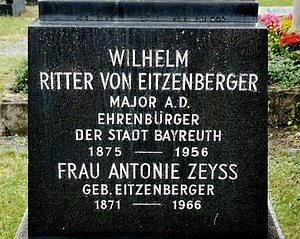 WILHELM
RITTER VON EITZENBERGER
MAJOR A.D.
EHRENBÜRGER
DER STADT BAYREUTH
1875 — 1956
FRAU ANTONIE ZEYSS
GEB. EITZENBERGER
1871 — 1966